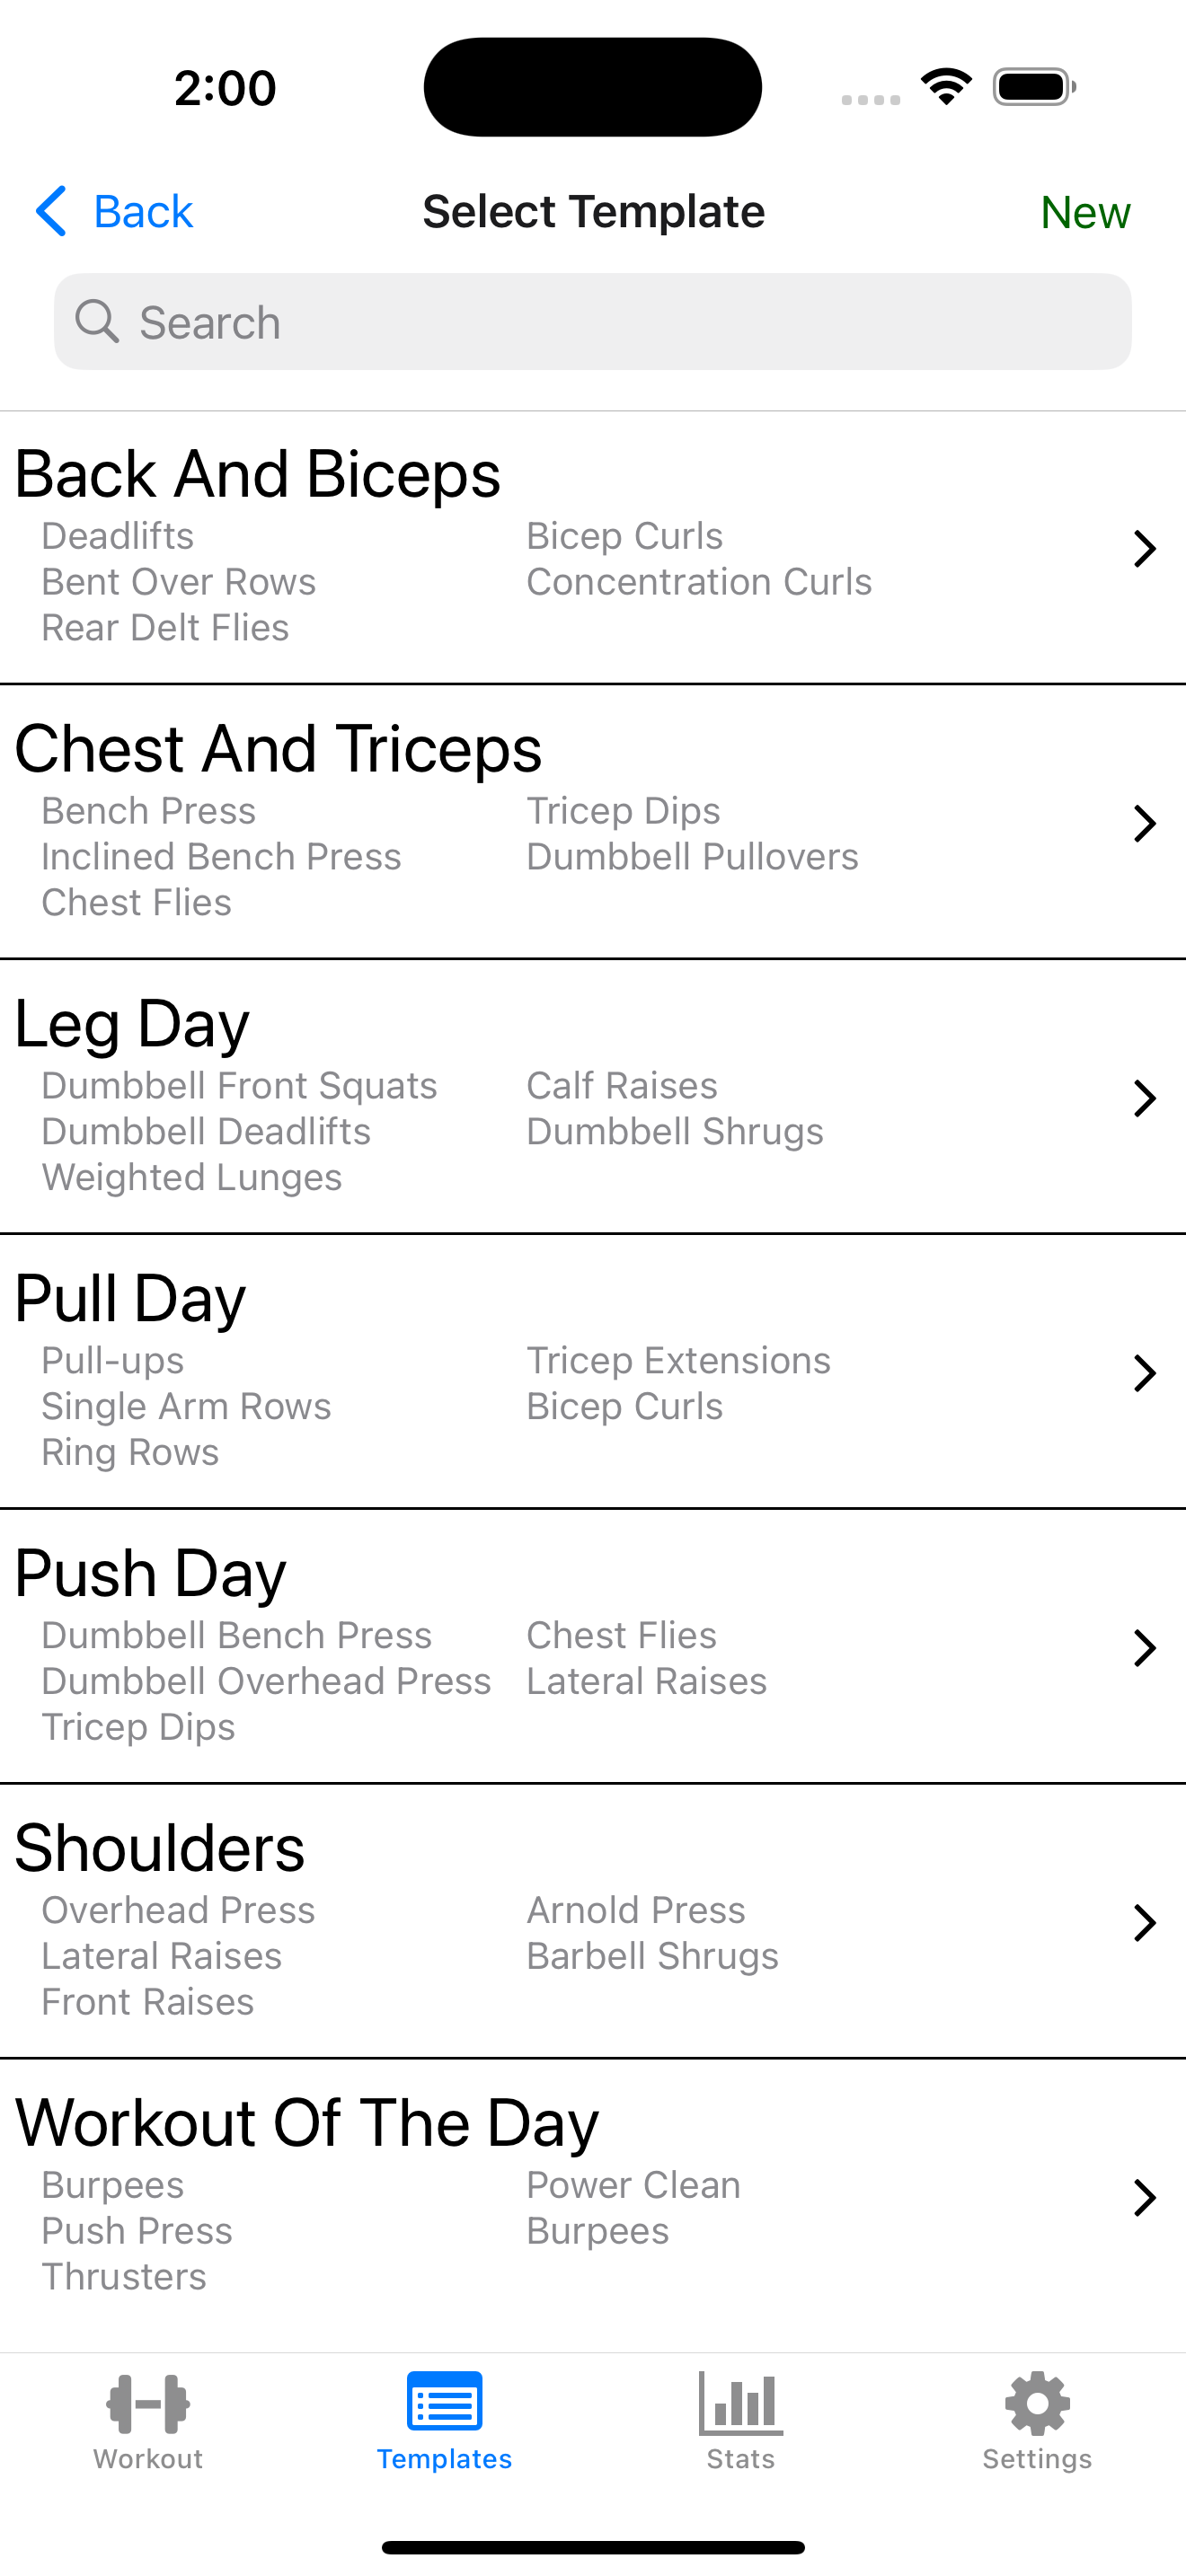 2:00
Back
Select Template
New
Search
Back And Biceps
Deadlifts
Bent Over Rows
Rear Delt Flies
Bicep Curls
Concentration Curls
Chest And Triceps
Bench Press
Inclined Bench Press
Chest Flies
Tricep Dips
Dumbbell Pullovers
Leg Day
Dumbbell Front Squats
Dumbbell Deadlifts
Weighted Lunges
Calf Raises
Dumbbell Shrugs
Pull Day
Pull-ups
Single Arm Rows
Ring Rows
Tricep Extensions
Bicep Curls
Push Day
Dumbbell Bench Press
Dumbbell Overhead Press
Tricep Dips
Chest Flies
Lateral Raises
Shoulders
Overhead Press
Lateral Raises
Front Raises
Arnold Press
Barbell Shrugs
Workout Of The Day
Burpees
Push Press
Thrusters
Power Clean
Burpees
Workout
Templates
Stats
Settings